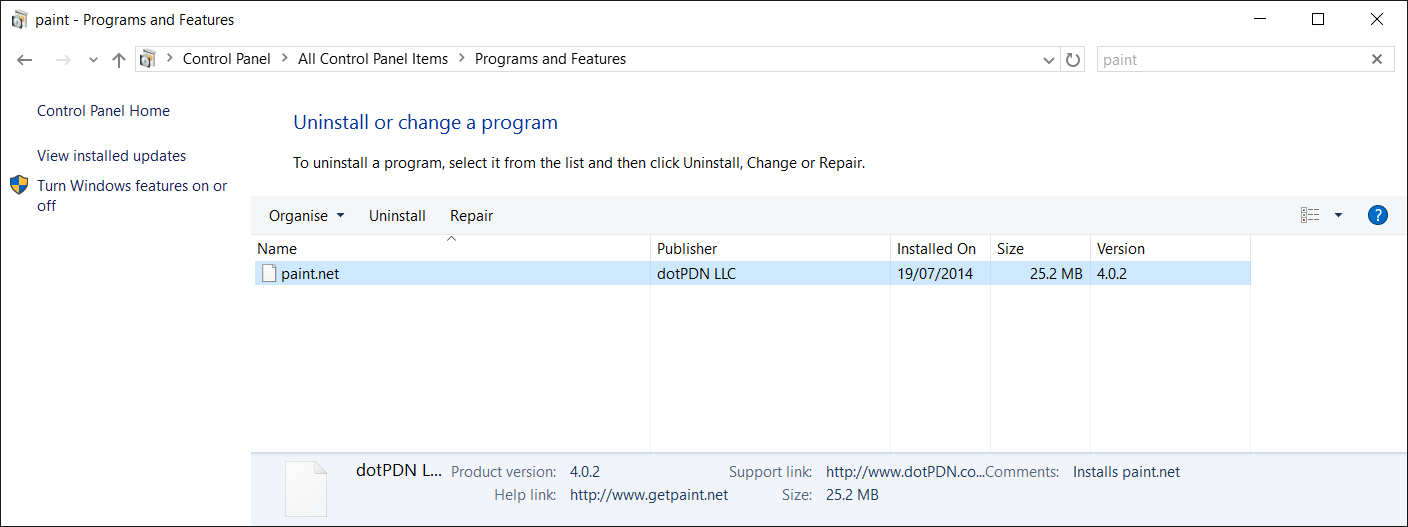 paint - Programs and Features
Control Panel > All Control Panel Items > Programs and Features
paint
Control Panel Home
View installed updates
Turn Windows features on or
off
Uninstall or change a program
To uninstall a program, select it from the list and then click Uninstall, Change or Repair.
Organise Uninstall Repair
?
Name Publisher Installed On Size Version
paint.net dotPDN LLC 19/07/2014 25.2 MB 4.0.2
dotPDN L... Product version: 4.0.2 Support link: http://www.dotPDN.co... Comments: Installs paint.net
Help link: http://www.getpaint.net Size: 25.2 MB